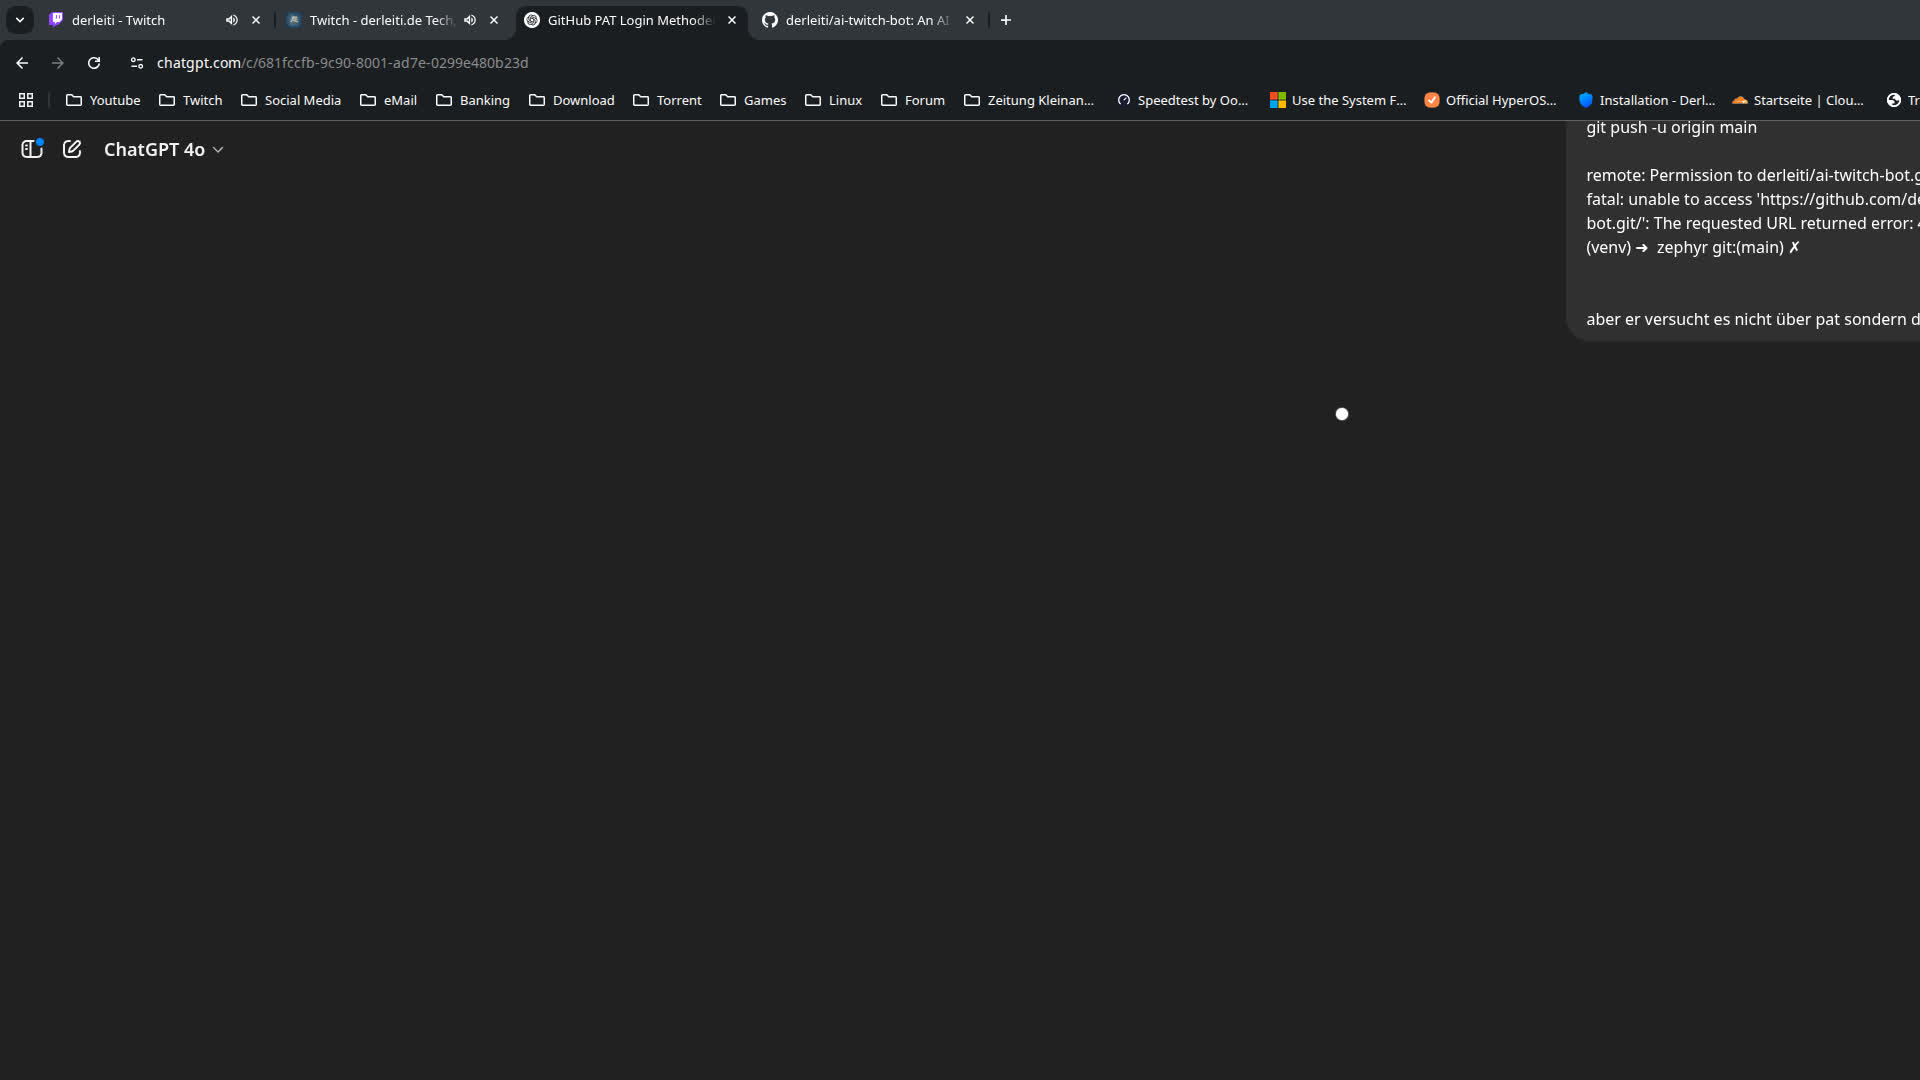 derleiti - Twitch
Twitch - derleiti.de Tech
GitHub PAT Login Methode
derleiti/ai-twitch-bot: An AI
chatgpt.com/c/681fccfb-9c90-8001-ad7e-0299e480b23d
Youtube
Twitch
Social Media
eMail
Banking
Download
Torrent
Games
Linux
Forum
Zeitung Kleinan...
Speedtest by Oo...
Use the System F...
Official HyperOS...
Installation - Derl...
Startseite | Clou...
ChatGPT 4o
git push -u origin main
remote: Permission to derleiti/ai-twitch-bot.g
fatal: unable to access 'https://github.com/de
bot.git/': The requested URL returned error: 4
(venv) ➜ zephyr git:(main) ✗
aber er versucht es nicht über pat sondern d